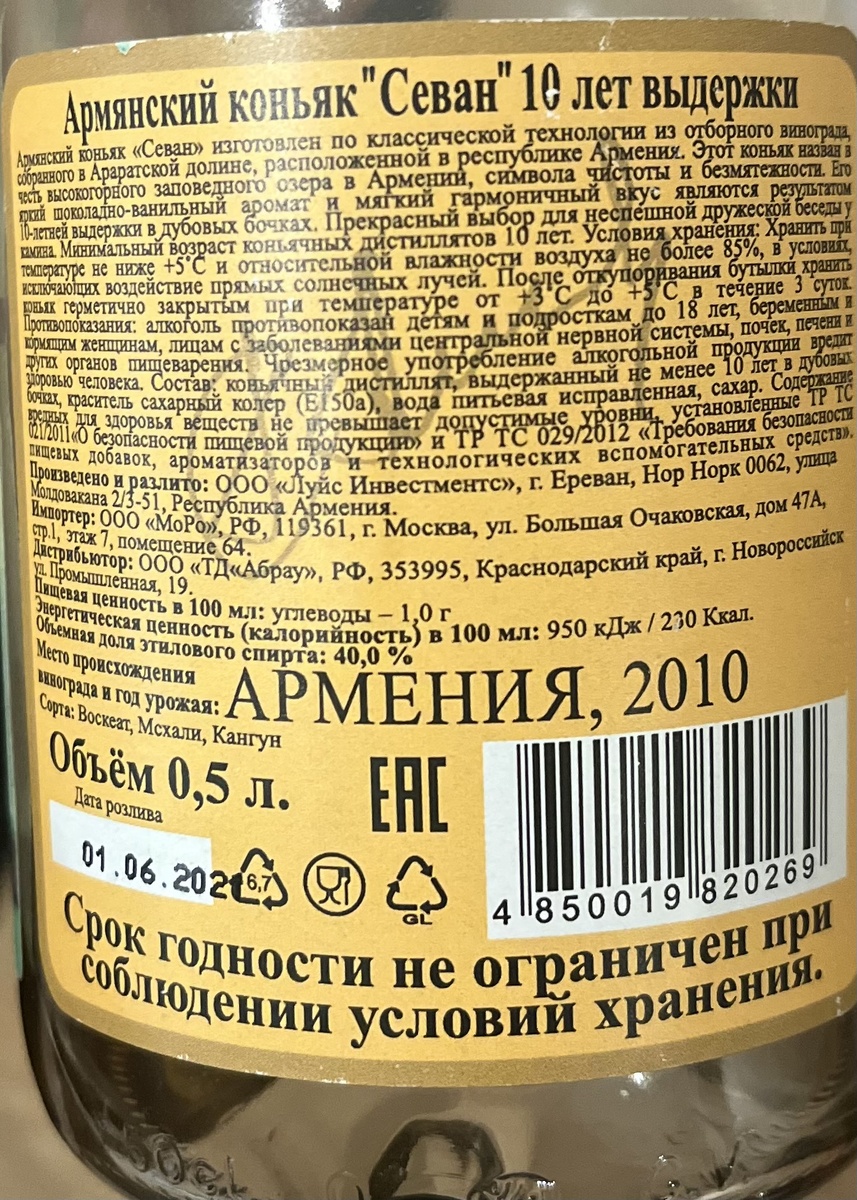 Армянский коньяк "Севан" 10 лет выдержки
Армянский коньяк «Севан» изготовлен по классической технологии из отборного винограда,
собранного в Араратской долине, расположенной в республике Армения. Этот коньяк назван в
честь высокогорного заповедного озера в Армении, символа чистоты и безмятежности. Его
яркий шоколадно-ванильный аромат и мягкий гармоничный вкус являются результатом
10-летней выдержки в дубовых бочках. Прекрасный выбор для неспешной дружеской беседы у
камина. Минимальный возраст коньячных дистиллятов 10 лет. Условия хранения: Хранить при
температуре не ниже +5°С и относительной влажности воздуха не более 85%, в условиях,
исключающих воздействие прямых солнечных лучей. После откупоривания бутылки хранить
коньяк герметично закрытым при температуре от +3°С до +5°С в течение 3 суток.
Противопоказания: алкоголь противопоказан детям и подросткам до 18 лет, беременным и
кормящим женщинам, лицам с заболеваниями центральной нервной системы, почек, печени и
других органов пищеварения. Чрезмерное употребление алкогольной продукции вредит
здоровью человека. Состав: коньячный дистиллят, выдержанный не менее 10 лет в дубовых
бочках, краситель сахарный колер (Е150а), вода питьевая исправленная, сахар. Содержание
вредных для здоровья веществ не превышает допустимые уровни, установленные ТР ТС
021/2011«О безопасности пищевой продукции» и ТР ТС 029/2012 «Требования безопасности
пищевых добавок, ароматизаторов и технологических вспомогательных средств».
Произведено и разлито: ООО «Луйс Инвестментс», г. Ереван, Нор Норк 0062, улица
Молдовакана 2/3-51, Республика Армения.
Импортер: ООО «МоРо», РФ, 119361, г. Москва, ул. Большая Очаковская, дом 47А,
стр.1, этаж 7, помещение 64.
Дистрибьютор: ООО «ТД«Абрау», РФ, 353995, Краснодарский край, г. Новороссийск
ул. Промышленная, 19.
Пищевая ценность в 100 мл: углеводы – 1,0 г
Энергетическая ценность (калорийность) в 100 мл: 950 кДж / 230 Ккал.
Объемная доля этилового спирта: 40,0 %
Место происхождения
винограда и год урожая: АРМЕНИЯ, 2010
Сорта: Воскеат, Мсхали, Кангун
Объём 0,5 л.
EAC
Дата розлива
01.06.2021
6,7
GL
4 850019 820269
Срок годности не ограничен при
соблюдении условий хранения.